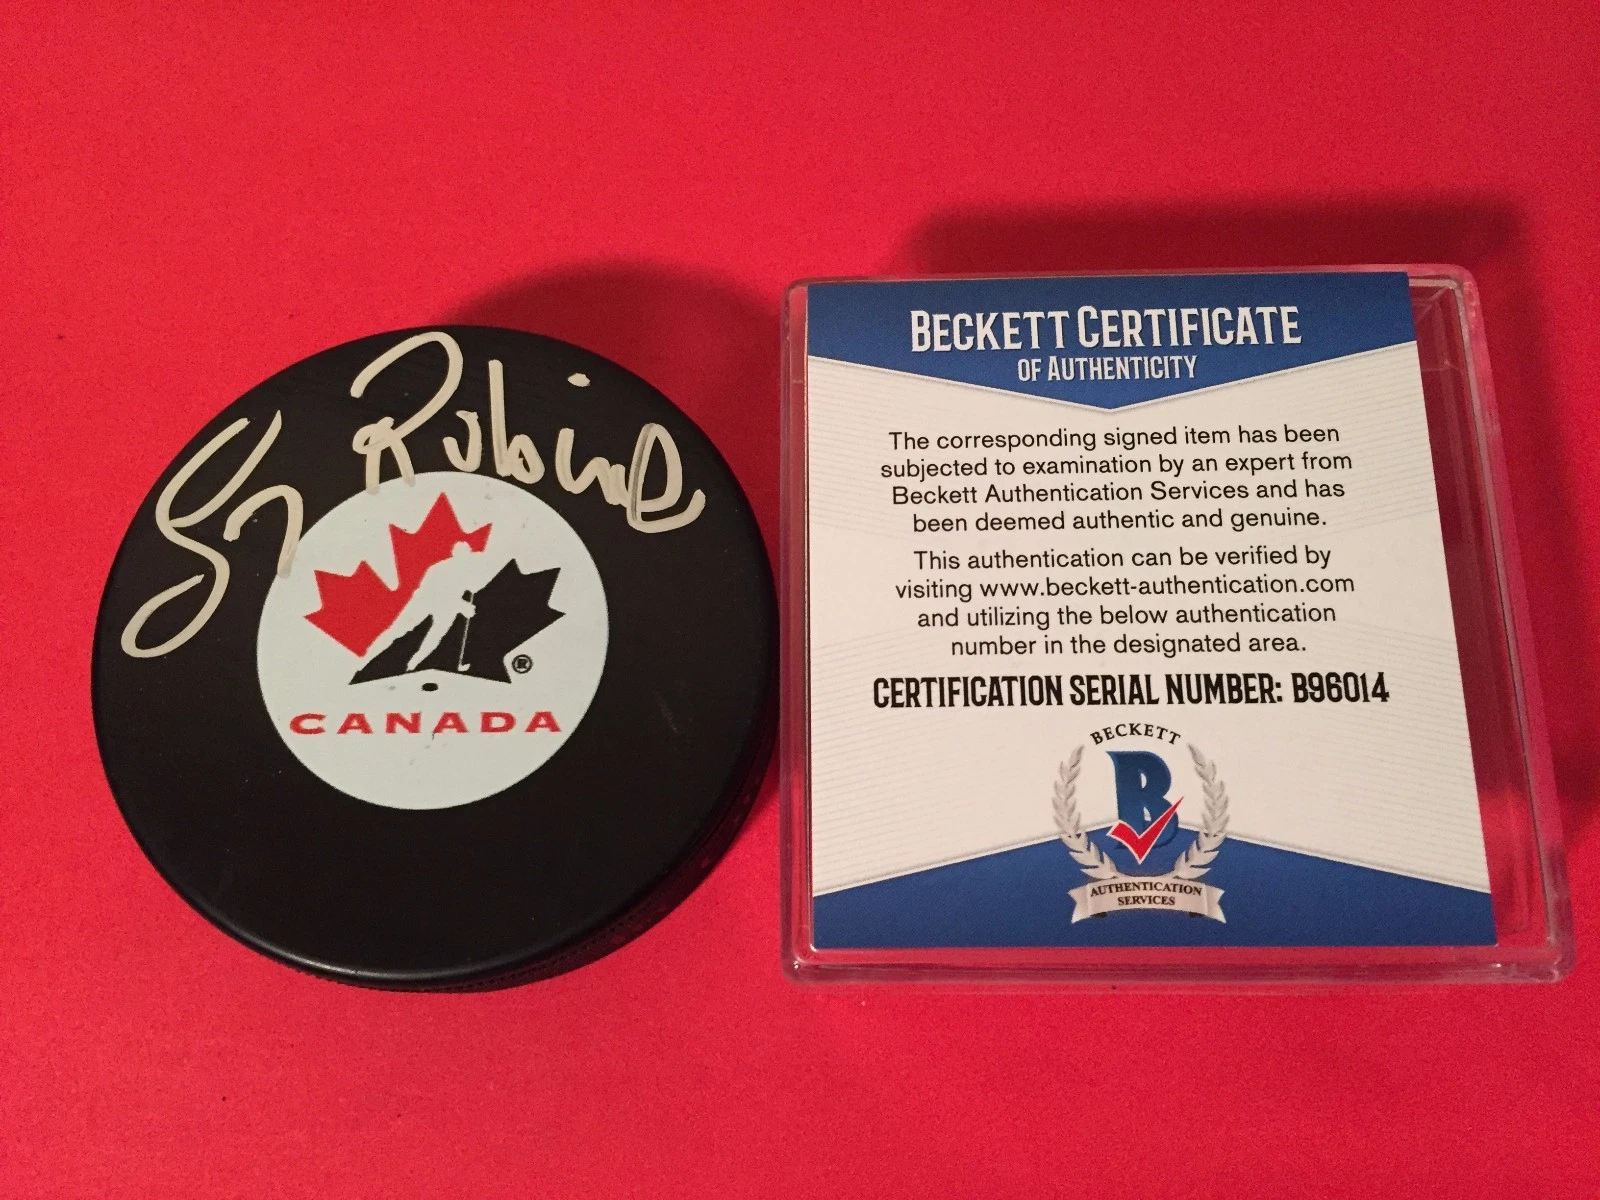 Larry Robinson
®
CANADA
BECKETT CERTIFICATE
OF AUTHENTICITY
The corresponding signed item has been
subjected to examination by an expert from
Beckett Authentication Services and has
been deemed authentic and genuine.
This authentication can be verified by
visiting www.beckett-authentication.com
and utilizing the below authentication
number in the designated area.
CERTIFICATION SERIAL NUMBER: B96014
BECKETT
B
AUTHENTICATION
SERVICES